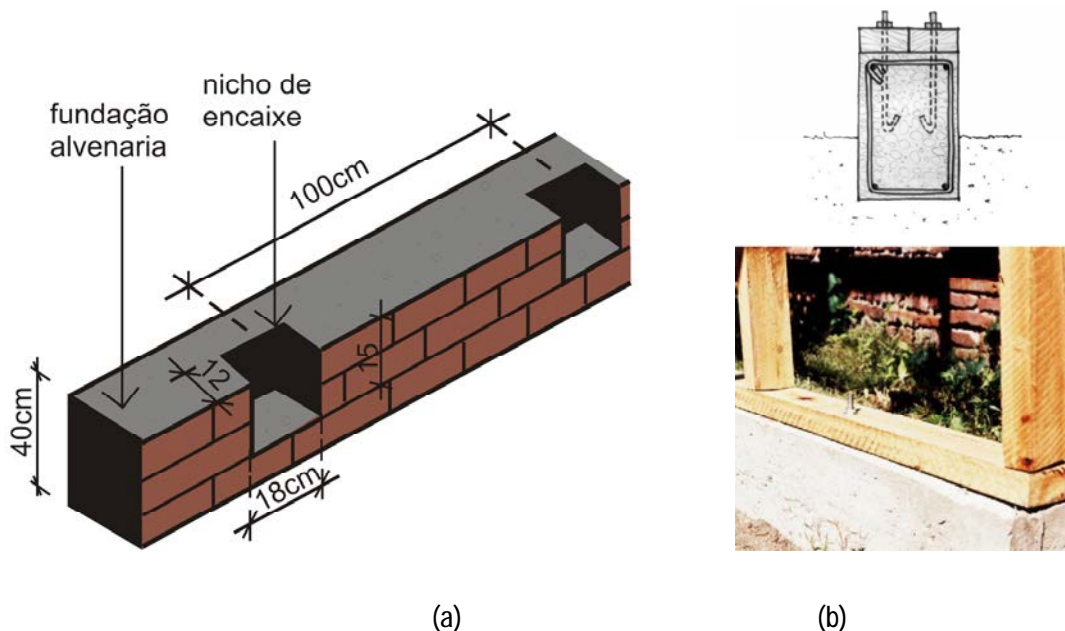 fundação
alvenaria
nicho de
encaixe
100cm
12
15
40cm
18cm
(a)
(b)